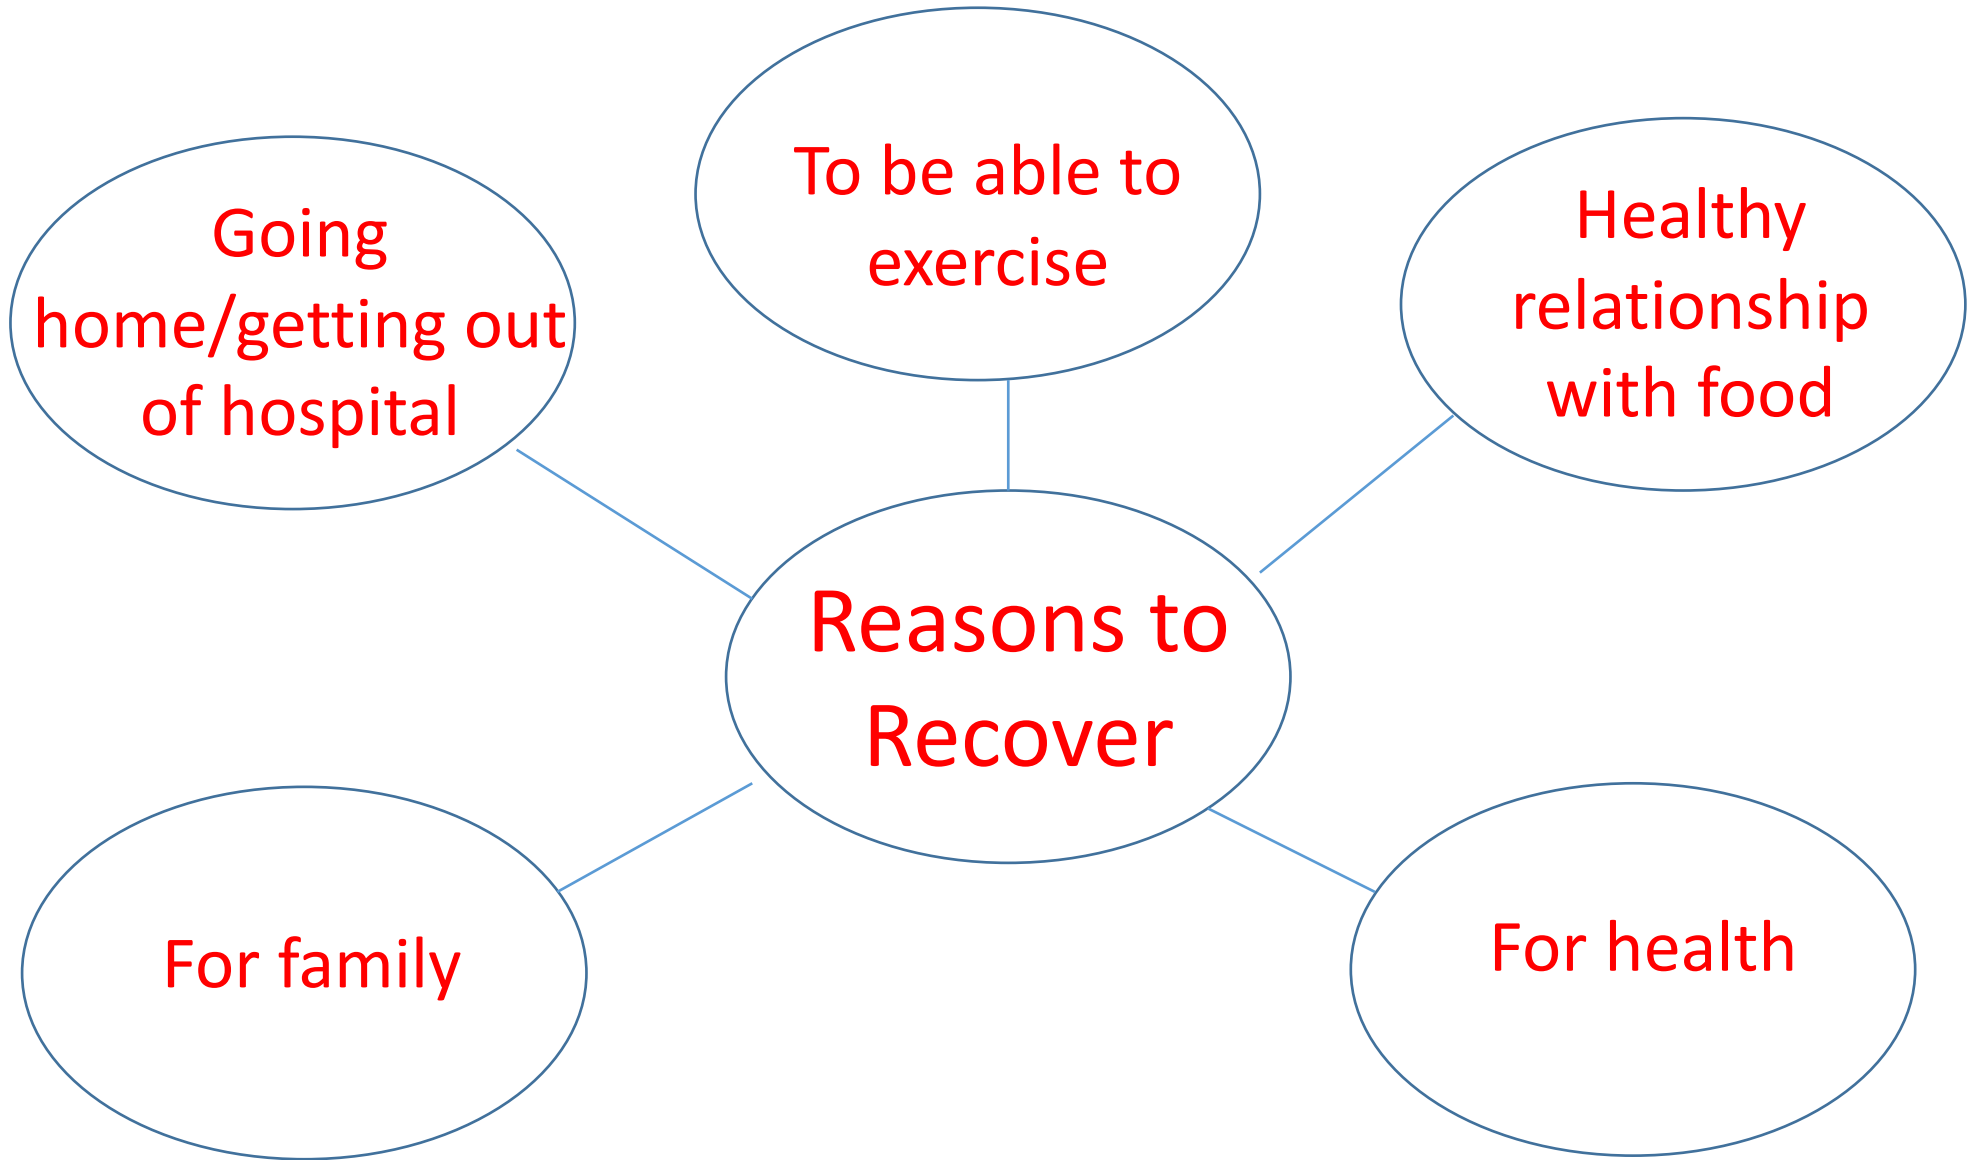 To be able to
exercise
Going
home/getting out
of hospital
Healthy
relationship
with food
Reasons to
Recover
For family
For health